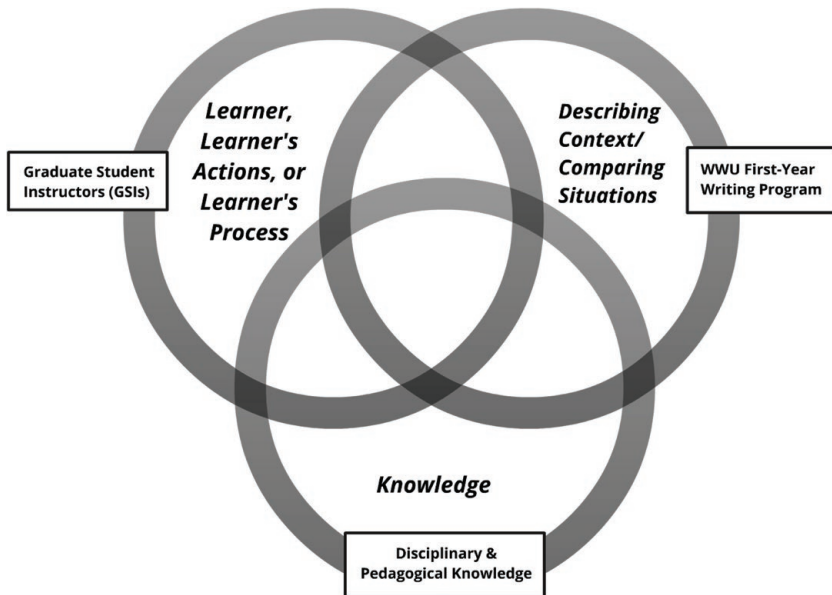 Learner,
Learner's
Actions, or
Learner's
Process
Describing
Context/
Comparing
Situations
Graduate Student
Instructors (GSIs)
WWU First-Year
Writing Program
Knowledge
Disciplinary &
Pedagogical Knowledge